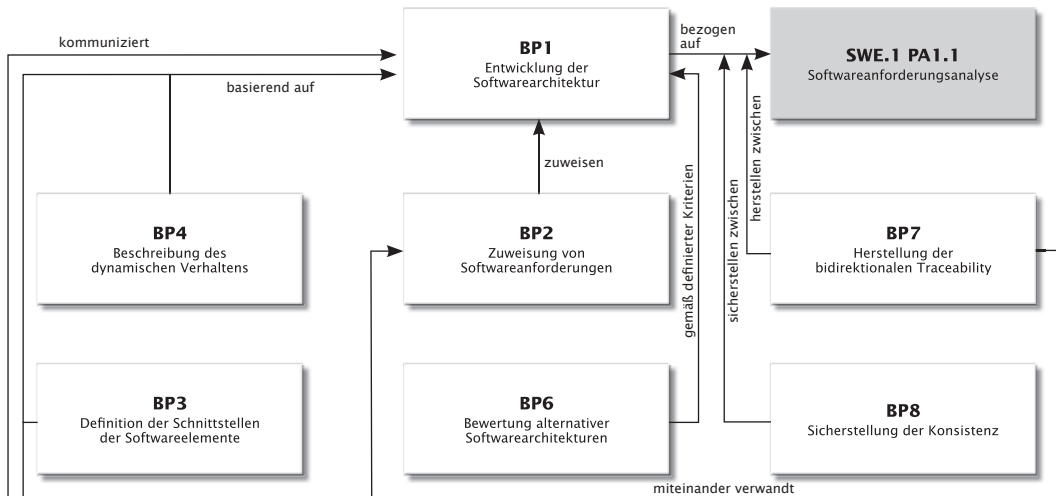 kommuniziert
basierend auf
BP1
Entwicklung der
Softwarearchitektur
bezogen
auf
SWE.1 PA1.1
Softwareanforderungsanalyse
zuweisen
gemäß definierter Kriterien
sicherstellen zwischen
herstellen zwischen
BP4
Beschreibung des
dynamischen Verhaltens
BP2
Zuweisung von
Softwareanforderungen
BP7
Herstellung der
bidirektionalen Traceability
BP3
Definition der Schnittstellen
der Softwareelemente
BP6
Bewertung alternativer
Softwarearchitekturen
BP8
Sicherstellung der Konsistenz
miteinander verwandt